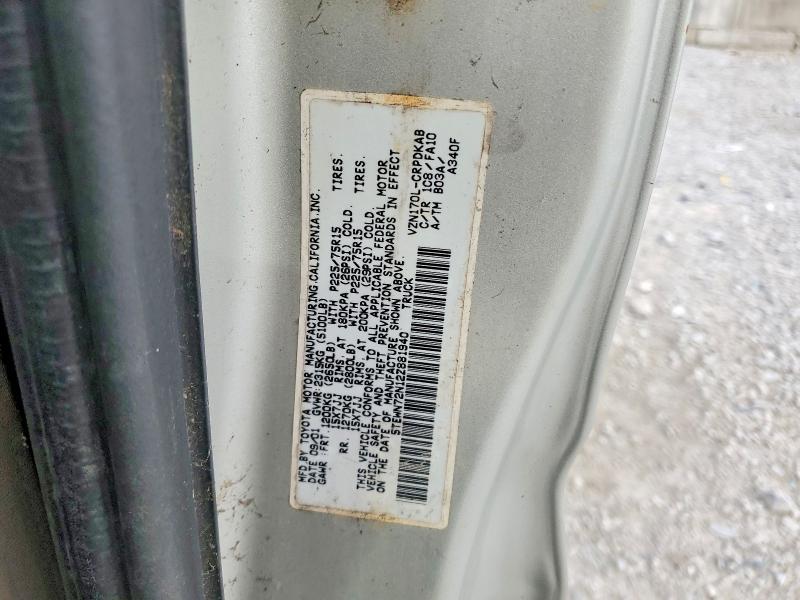 MFD BY TOYOTA MOTOR MANUFACTURING, CALIFORNIA, INC.
DATE 09/01 GVWR:2315KG (5100LB)
GAWR: FRT 1200KG (2650LB) WITH P225/75R15 TIRES.
15X7JJ RIMS. AT 180KPA (26PSI) COLD.
RR. 1270KG (2800LB) WITH P225/75R15 TIRES.
15X7JJ RIMS. AT 200KPA (29PSI) COLD.
THIS VEHICLE CONFORMS TO ALL APPLICABLE FEDERAL MOTOR
VEHICLE SAFETY AND THEFT PREVENTION STANDARDS IN EFFECT
ON THE DATE OF MANUFACTURE SHOWN ABOVE.
5TEWN72N122881940 TRUCK
VZN170L-CRPDKAB
C/TR 1C8/FA10
A/TM B03A/
A340F